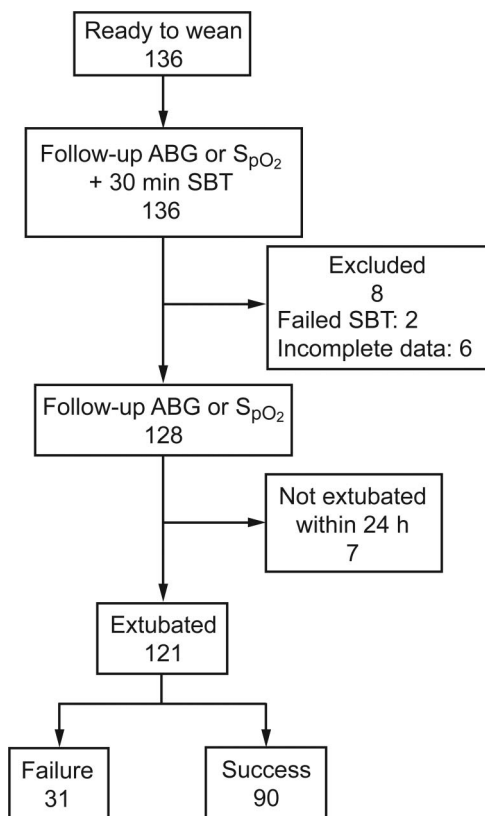 Ready to wean
136
Follow-up ABG or SpO2
+ 30 min SBT
136
Excluded
8
Failed SBT: 2
Incomplete data: 6
Follow-up ABG or SpO2
128
Not extubated
within 24 h
7
Extubated
121
Failure
31
Success
90